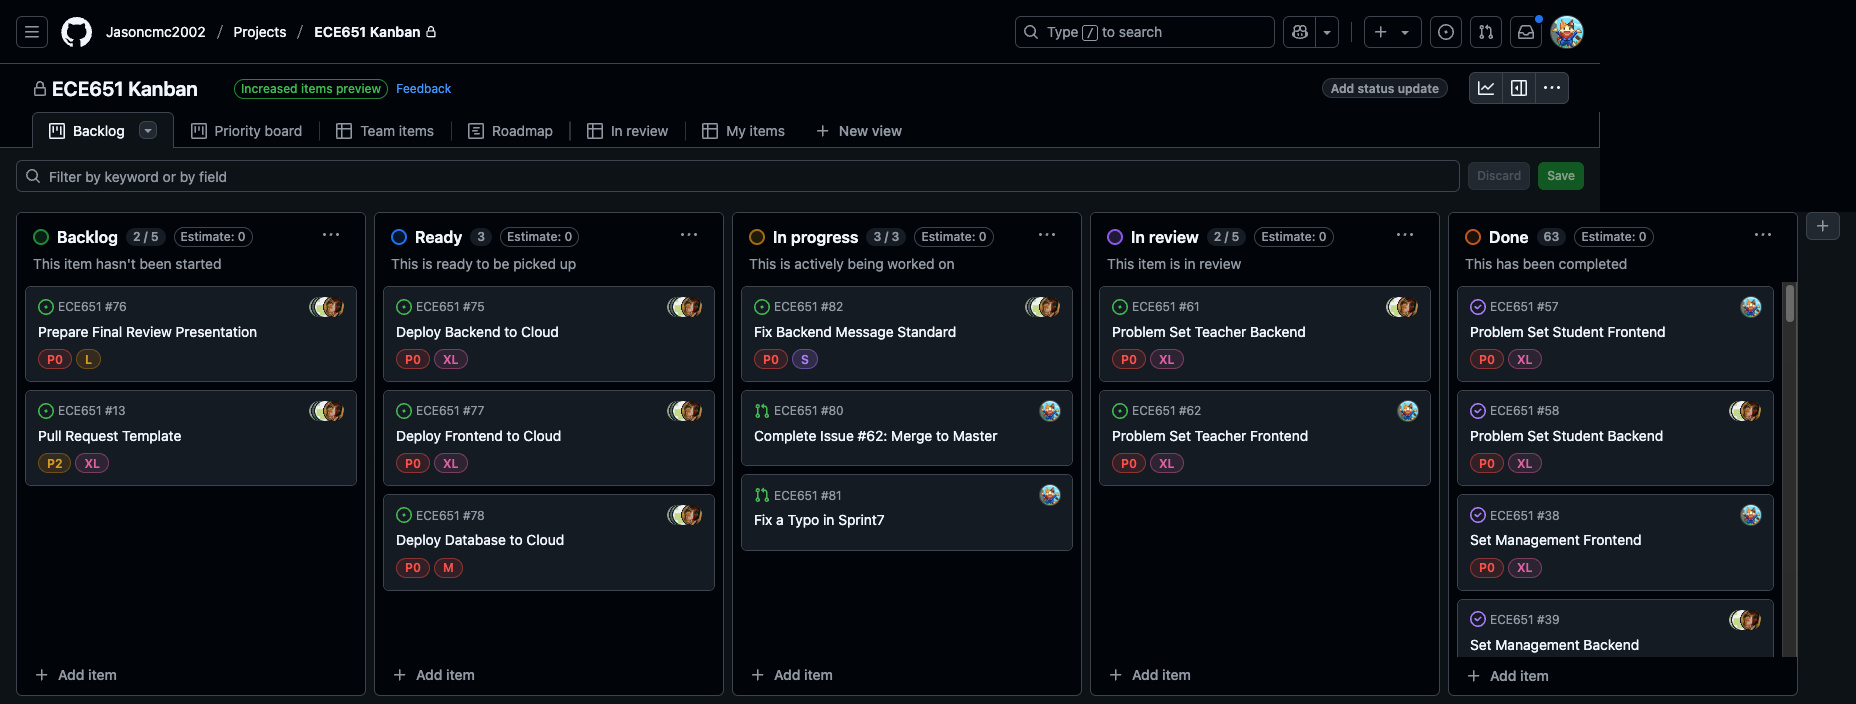 Jasoncmc2002 / Projects / ECE651 Kanban
Type / to search
ECE651 Kanban
Increased items preview
Feedback
Add status update
Backlog
Priority board
Team items
Roadmap
In review
My items
New view
Filter by keyword or by field
Discard
Save
Backlog 2 / 5 Estimate: 0
This item hasn't been started
ECE651 #76
Prepare Final Review Presentation
P0 L
ECE651 #13
Pull Request Template
P2 XL
Add item
Ready 3 Estimate: 0
This is ready to be picked up
ECE651 #75
Deploy Backend to Cloud
P0 XL
ECE651 #77
Deploy Frontend to Cloud
P0 XL
ECE651 #78
Deploy Database to Cloud
P0 M
Add item
In progress 3 / 3 Estimate: 0
This is actively being worked on
ECE651 #82
Fix Backend Message Standard
P0 S
ECE651 #80
Complete Issue #62: Merge to Master
ECE651 #81
Fix a Typo in Sprint7
Add item
In review 2 / 5 Estimate: 0
This item is in review
ECE651 #61
Problem Set Teacher Backend
P0 XL
ECE651 #62
Problem Set Teacher Frontend
P0 XL
Add item
Done 63 Estimate: 0
This has been completed
ECE651 #57
Problem Set Student Frontend
P0 XL
ECE651 #58
Problem Set Student Backend
P0 XL
ECE651 #38
Set Management Frontend
P0 XL
ECE651 #39
Set Management Backend
Add item